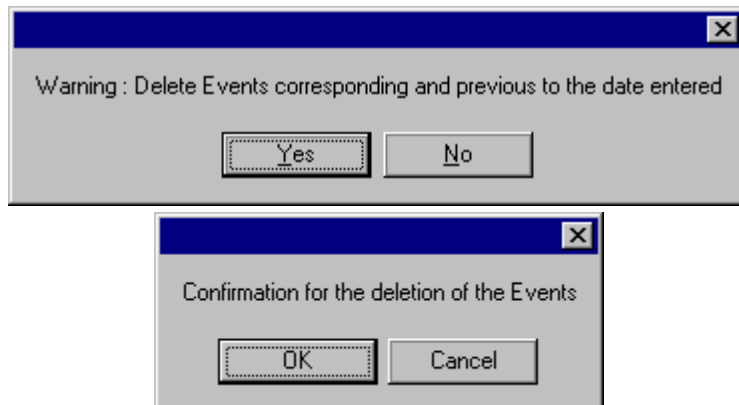 Warning : Delete Events corresponding and previous to the date entered
Yes No
Confirmation for the deletion of the Events
OK Cancel